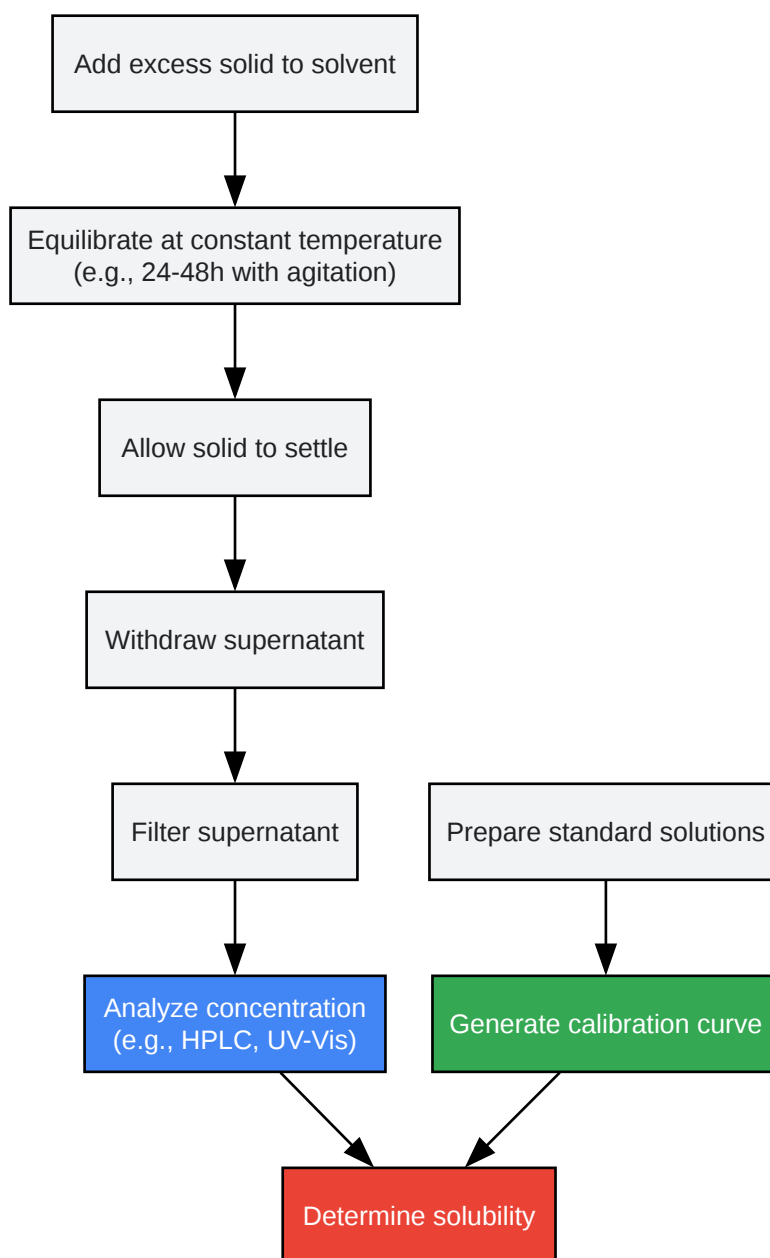 Add excess solid to solvent
Equilibrate at constant temperature
(e.g., 24-48h with agitation)
Allow solid to settle
Withdraw supernatant
Filter supernatant
Prepare standard solutions
Analyze concentration
(e.g., HPLC, UV-Vis)
Generate calibration curve
Determine solubility